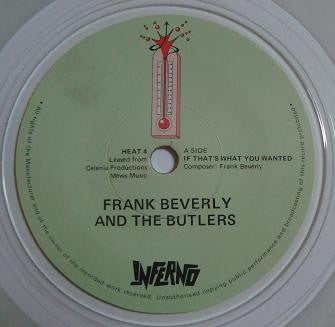 HEAT 4
Leased from
Celenia Productions
Mews Music
A SIDE
IF THAT'S WHAT YOU WANTED
Composer: Frank Beverly
FRANK BEVERLY
AND THE BUTLERS
INFERNO
• All rights of the Manufacturer and of the owner of the recorded work reserved. Unauthorised copying public performance and broadcasting of this record prohibited •